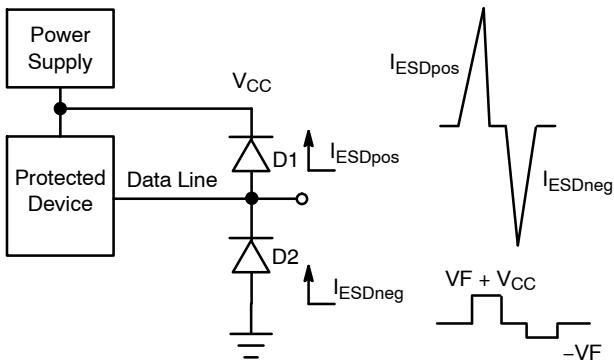 Power
Supply
V_CC
I_ESDpos
D1
I_ESDpos
Protected
Device
Data Line
I_ESDneg
D2
I_ESDneg
VF + V_CC
−VF